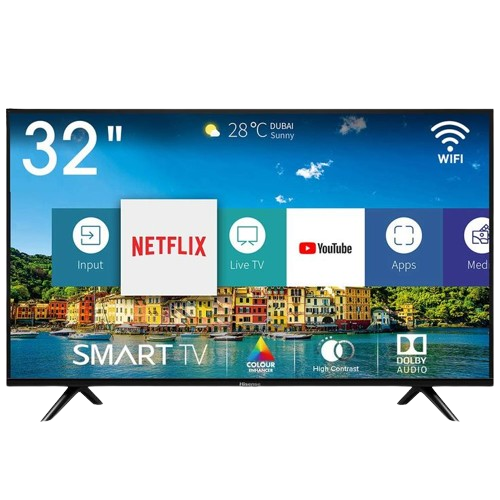 32"
28°C DUBAI
Sunny
WIFI
Input
NETFLIX
Live TV
YouTube
Apps
Medi
SMART TV
COLOUR
ENHANCER
High Contrast
DOLBY
AUDIO
Hisense